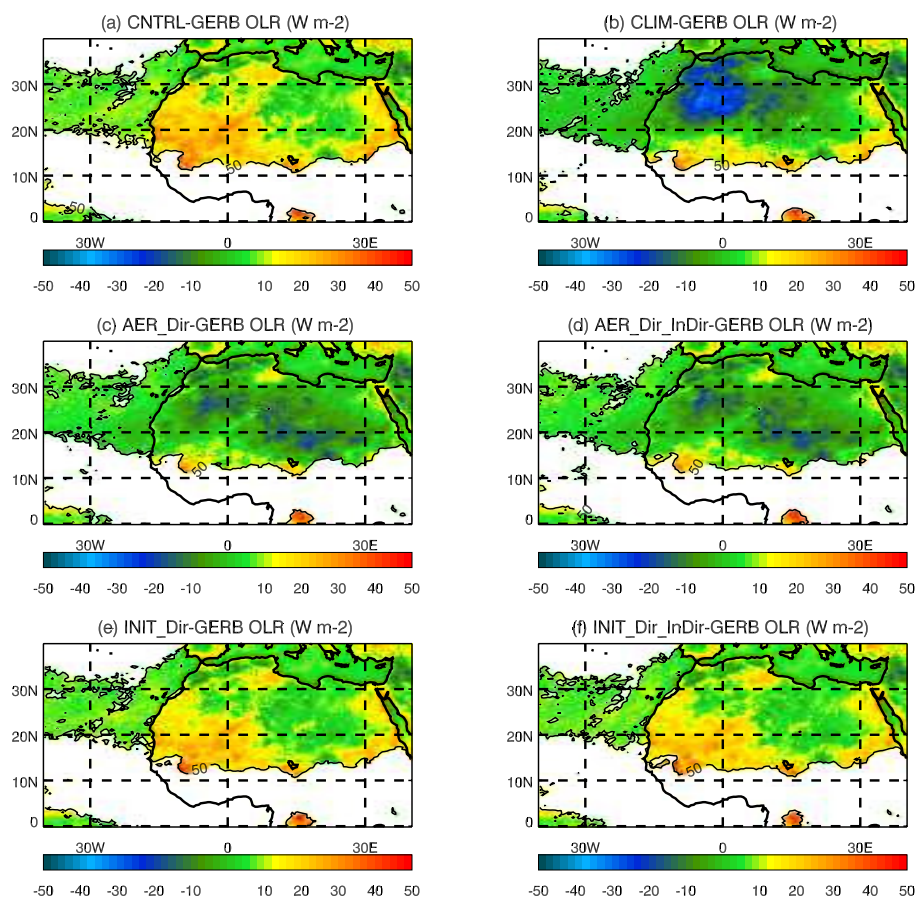 (a) CNTRL-GERB OLR (W m-2)
30N
20N
10N
0
50
50
30W 0 30E
-50 -40 -30 -20 -10 10 20 30 40 50
(b) CLIM-GERB OLR (W m-2)
30N
20N
10N
0
50
30W 0 30E
-50 -40 -30 -20 -10 10 20 30 40 50
(c) AER_Dir-GERB OLR (W m-2)
30N
20N
10N
0
50
30W 0 30E
-50 -40 -30 -20 -10 10 20 30 40 50
(d) AER_Dir_InDir-GERB OLR (W m-2)
30N
20N
10N
0
50
50
30W 0 30E
-50 -40 -30 -20 -10 10 20 30 40 50
(e) INIT_Dir-GERB OLR (W m-2)
30N
20N
10N
0
50
30W 0 30E
-50 -40 -30 -20 -10 10 20 30 40 50
(f) INIT_Dir_InDir-GERB OLR (W m-2)
30N
20N
10N
0
50
30W 0 30E
-50 -40 -30 -20 -10 10 20 30 40 50